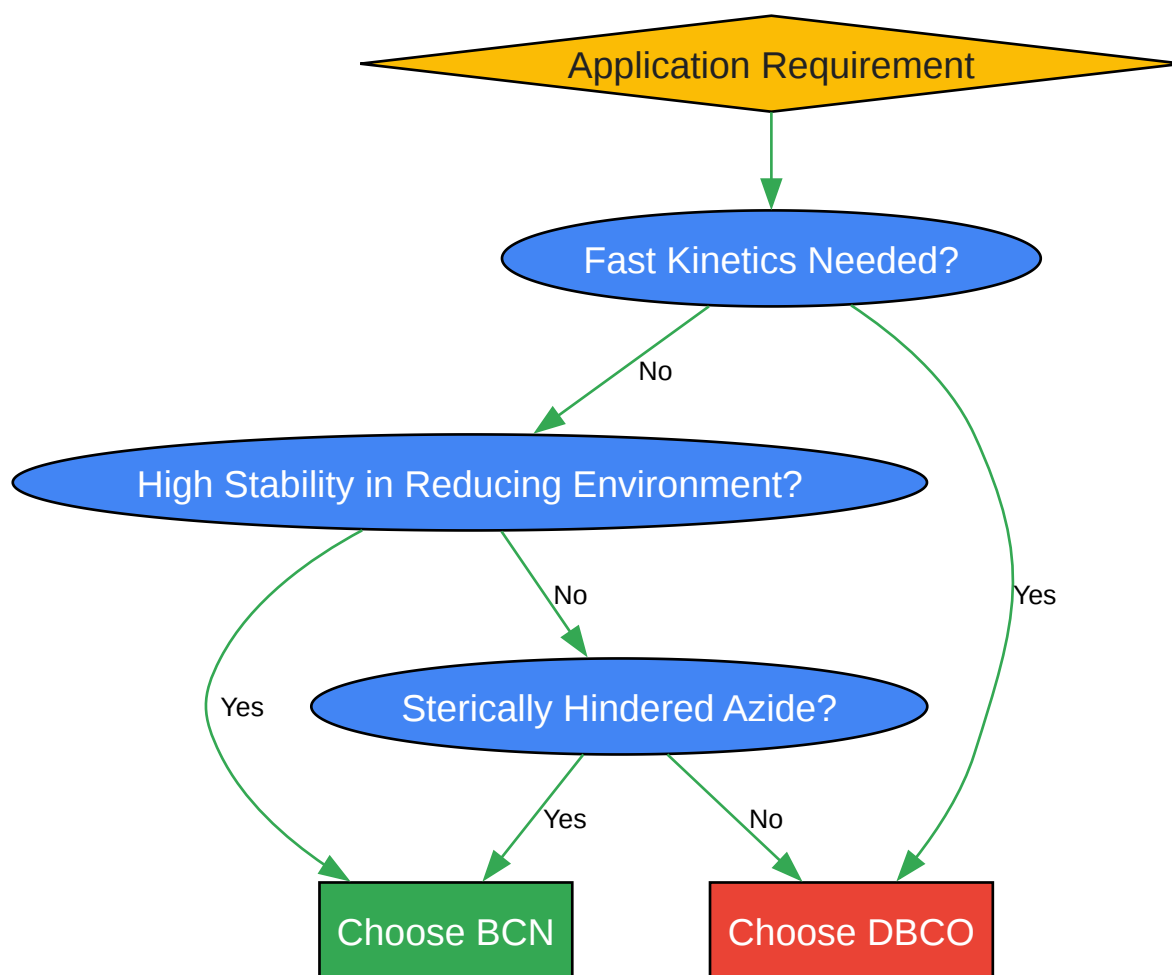 Application Requirement
Fast Kinetics Needed?
No
High Stability in Reducing Environment?
No
Yes
Yes
Sterically Hindered Azide?
Yes
No
Choose BCN
Choose DBCO